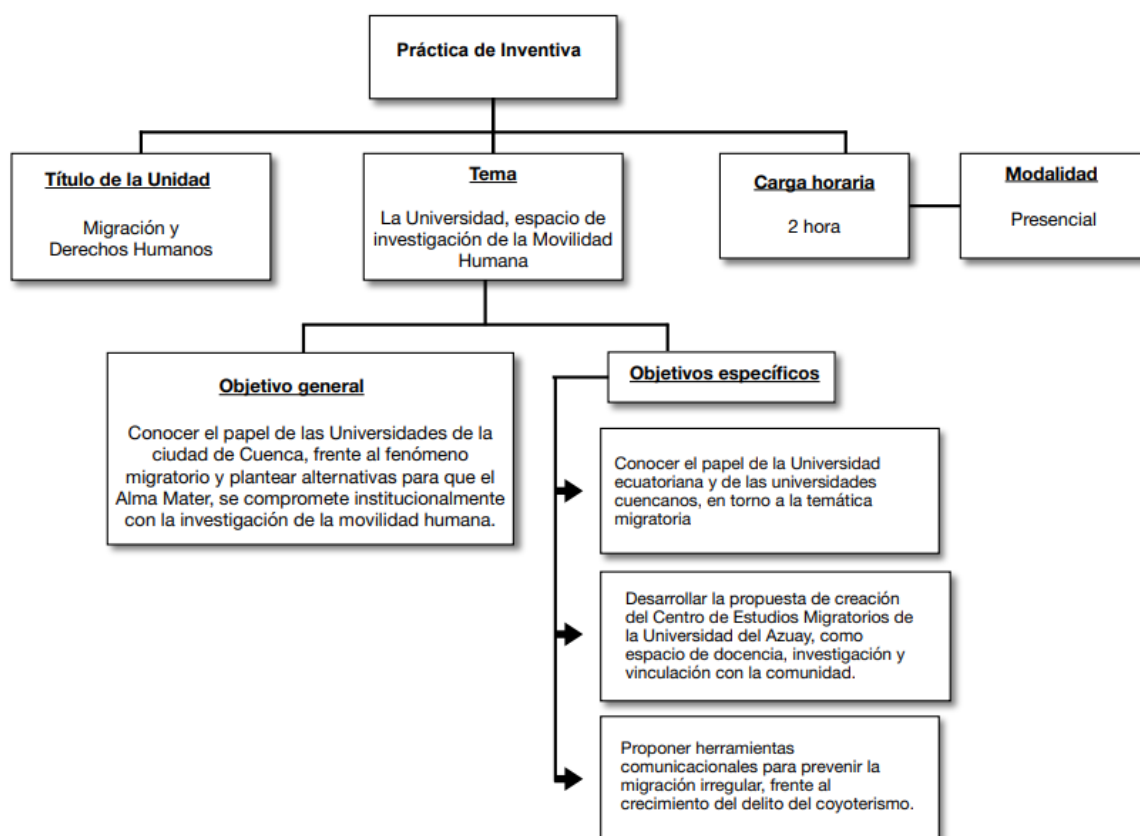 Práctica de Inventiva
Título de la Unidad
Migración y
Derechos Humanos
Tema
La Universidad, espacio de
investigación de la Movilidad
Humana
Carga horaria
2 hora
Modalidad
Presencial
Objetivo general
Conocer el papel de las Universidades de la
ciudad de Cuenca, frente al fenómeno
migratorio y plantear alternativas para que el
Alma Mater, se compromete institucionalmente
con la investigación de la movilidad humana.
Objetivos específicos
Conocer el papel de la Universidad
ecuatoriana y de las universidades
cuencanos, en torno a la temática
migratoria
Desarrollar la propuesta de creación
del Centro de Estudios Migratorios de
la Universidad del Azuay, como
espacio de docencia, investigación y
vinculación con la comunidad.
Proponer herramientas
comunicacionales para prevenir la
migración irregular, frente al
crecimiento del delito del coyoterismo.